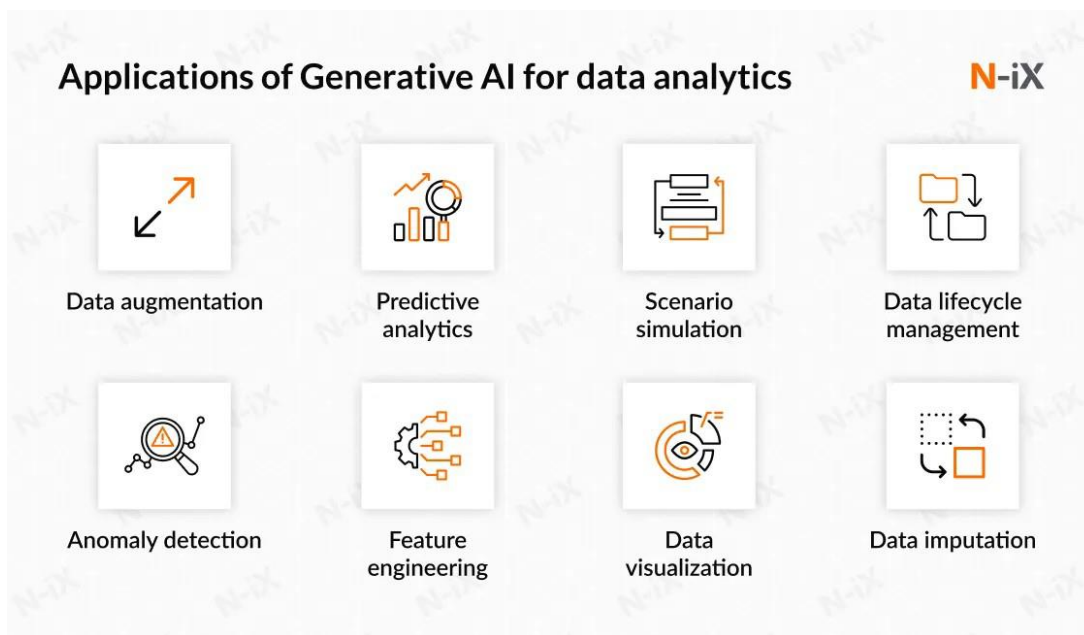 Applications of Generative AI for data analytics
N-iX
Data augmentation
Predictive
analytics
Scenario
simulation
Data lifecycle
management
Anomaly detection
Feature
engineering
Data
visualization
Data imputation